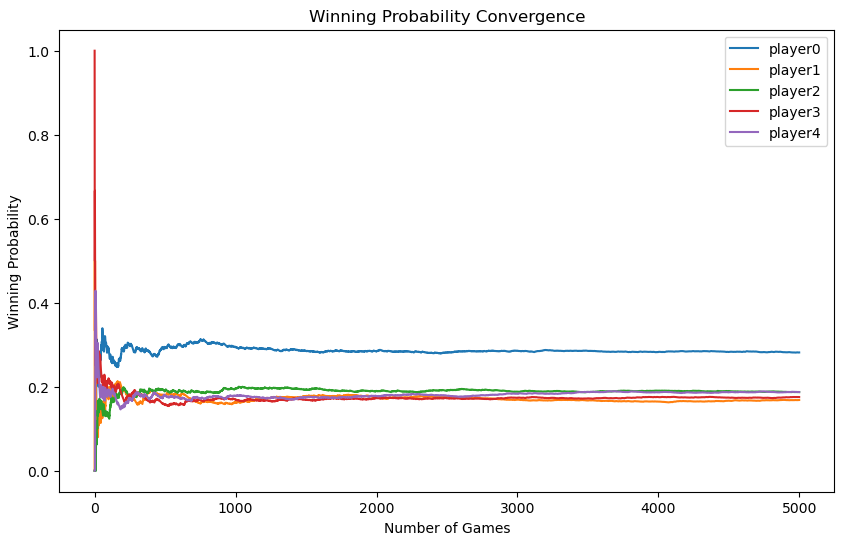 Winning Probability Convergence
player0
player1
player2
player3
player4
Winning Probability
1.0
0.8
0.6
0.4
0.2
0.0
0 1000 2000 3000 4000 5000
Number of Games